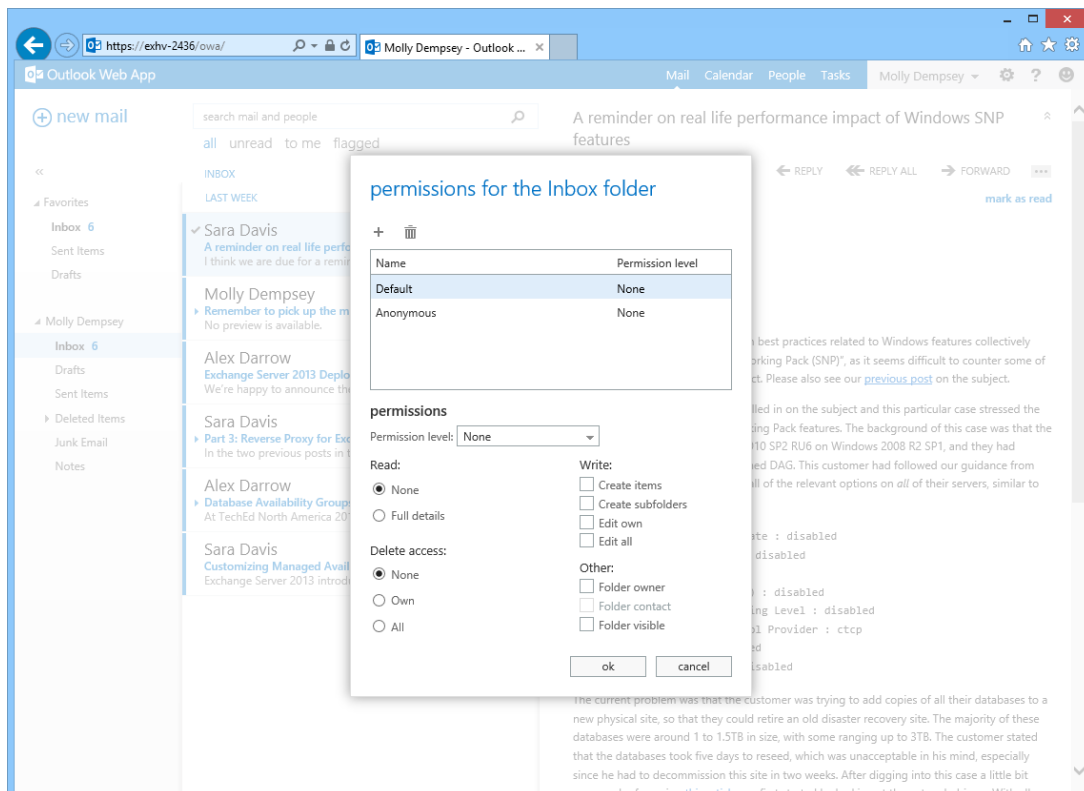 https://exhv-2436/owa/
Molly Dempsey - Outlook ...
Outlook Web App
Mail Calendar People Tasks Molly Dempsey
new mail
search mail and people
all unread to me flagged
INBOX
LAST WEEK
Favorites
Inbox 6
Sent Items
Drafts
Molly Dempsey
Inbox 6
Drafts
Sent Items
Deleted Items
Junk Email
Notes
Sara Davis
A reminder on real life perfo
I think we are due for a remin
Molly Dempsey
Remember to pick up the m
No preview is available.
Alex Darrow
Exchange Server 2013 Deplo
We're happy to announce the
Sara Davis
Part 3: Reverse Proxy for Exc
In the two previous posts in t
Alex Darrow
Database Availability Group
At TechEd North America 20
Sara Davis
Customizing Managed Avail
Exchange Server 2013 introd
permissions for the Inbox folder
Name Permission level
Default None
Anonymous None
permissions
Permission level: None
Read:
None
Full details
Delete access:
None
Own
All
Write:
Create items
Create subfolders
Edit own
Edit all
Other:
Folder owner
Folder contact
Folder visible
ok cancel
A reminder on real life performance impact of Windows SNP
features
REPLY REPLY ALL FORWARD
mark as read
best practices related to Windows features collectively
orking Pack (SNP)", as it seems difficult to counter some of
ct. Please also see our previous post on the subject.
lled in on the subject and this particular case stressed the
ing Pack features. The background of this case was that the
010 SP2 RU6 on Windows 2008 R2 SP1, and they had
ned DAG. This customer had followed our guidance from
all of the relevant options on all of their servers, similar to
ate : disabled
disabled
) : disabled
ing Level : disabled
ol Provider : ctcp
ed
isabled
The current problem was that the customer was trying to add copies of all their databases to a
new physical site, so that they could retire an old disaster recovery site. The majority of these
databases were around 1 to 1.5TB in size, with some ranging up to 3TB. The customer stated
that the databases took five days to reseed, which was unacceptable in his mind, especially
since he had to decommission this site in two weeks. After digging into this case a little bit